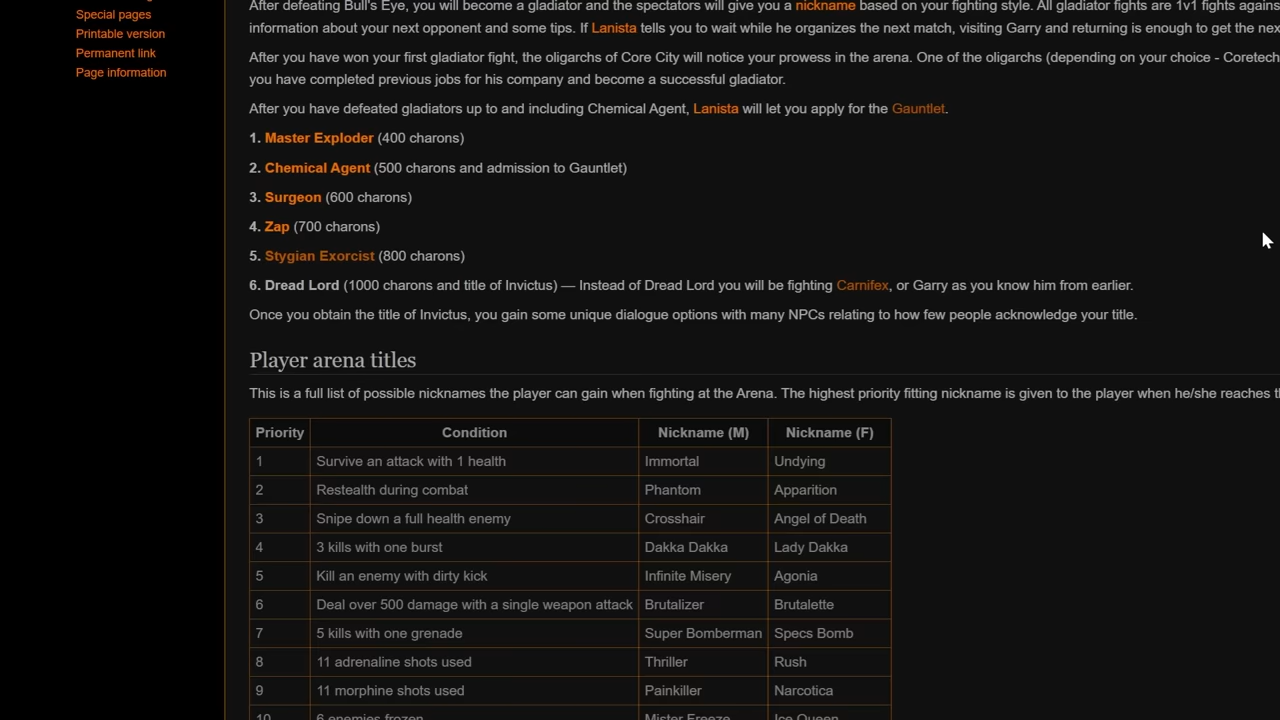 Special pages
Printable version
Permanent link
Page information
After defeating Bull's Eye, you will become a gladiator and the spectators will give you a nickname based on your fighting style. All gladiator fights are 1v1 fights agains
information about your next opponent and some tips. If Lanista tells you to wait while he organizes the next match, visiting Garry and returning is enough to get the nex
After you have won your first gladiator fight, the oligarchs of Core City will notice your prowess in the arena. One of the oligarchs (depending on your choice - Coretech
you have completed previous jobs for his company and become a successful gladiator.
After you have defeated gladiators up to and including Chemical Agent, Lanista will let you apply for the Gauntlet.
1. Master Exploder (400 charons)
2. Chemical Agent (500 charons and admission to Gauntlet)
3. Surgeon (600 charons)
4. Zap (700 charons)
5. Stygian Exorcist (800 charons)
6. Dread Lord (1000 charons and title of Invictus) — Instead of Dread Lord you will be fighting Carnifex, or Garry as you know him from earlier.
Once you obtain the title of Invictus, you gain some unique dialogue options with many NPCs relating to how few people acknowledge your title.
Player arena titles
This is a full list of possible nicknames the player can gain when fighting at the Arena. The highest priority fitting nickname is given to the player when he/she reaches t
Priority Condition Nickname (M) Nickname (F)
1 Survive an attack with 1 health Immortal Undying
2 Restealth during combat Phantom Apparition
3 Snipe down a full health enemy Crosshair Angel of Death
4 3 kills with one burst Dakka Dakka Lady Dakka
5 Kill an enemy with dirty kick Infinite Misery Agonia
6 Deal over 500 damage with a single weapon attack Brutalizer Brutalette
7 5 kills with one grenade Super Bomberman Specs Bomb
8 11 adrenaline shots used Thriller Rush
9 11 morphine shots used Painkiller Narcotica
10 6 enemies frozen Mister Freeze Ice Queen